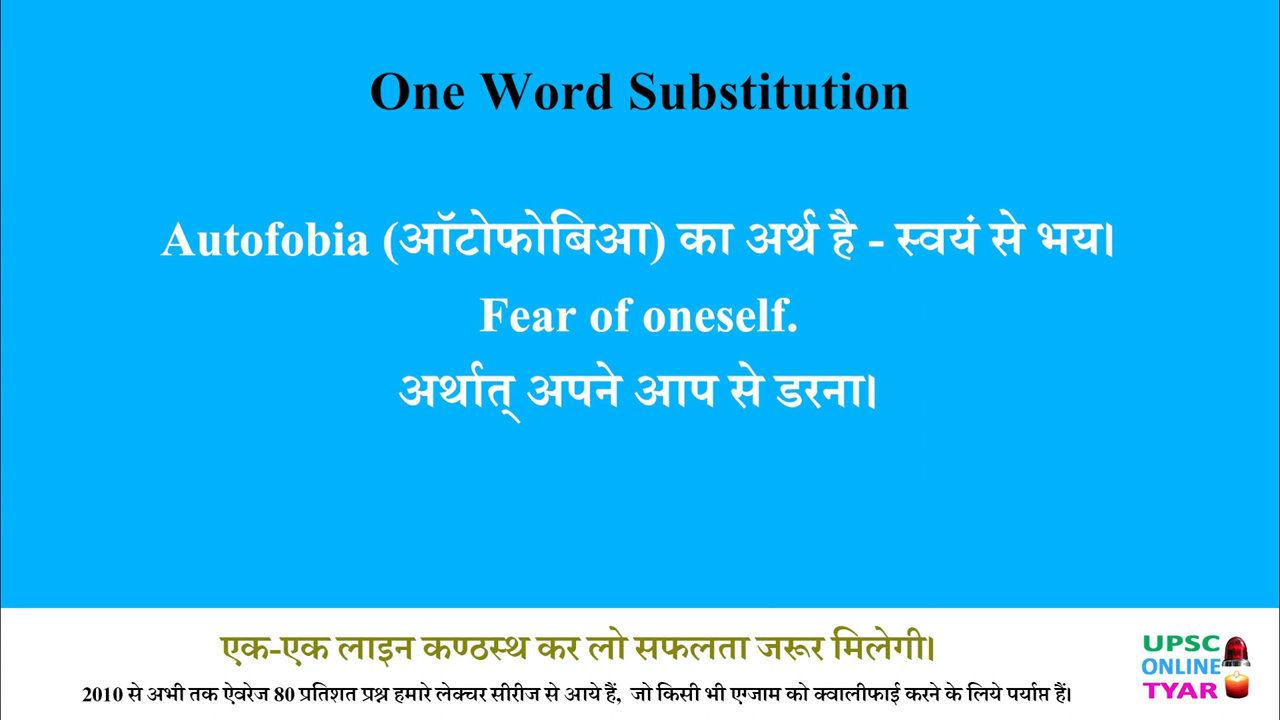 One Word Substitution
Autofobia (ऑटोफोबिआ) का अर्थ है - स्वयं से भय।
Fear of oneself.
अर्थात् अपने आप से डरना।
एक-एक लाइन कण्ठस्थ कर लो सफलता जरूर मिलेगी।
2010 से अभी तक ऐवरेज 80 प्रतिशत प्रश्न हमारे लेक्चर सीरीज से आये हैं, जो किसी भी एग्जाम को क्वालीफाई करने के लिये पर्याप्त हैं।
UPSC
ONLINE
TYAR